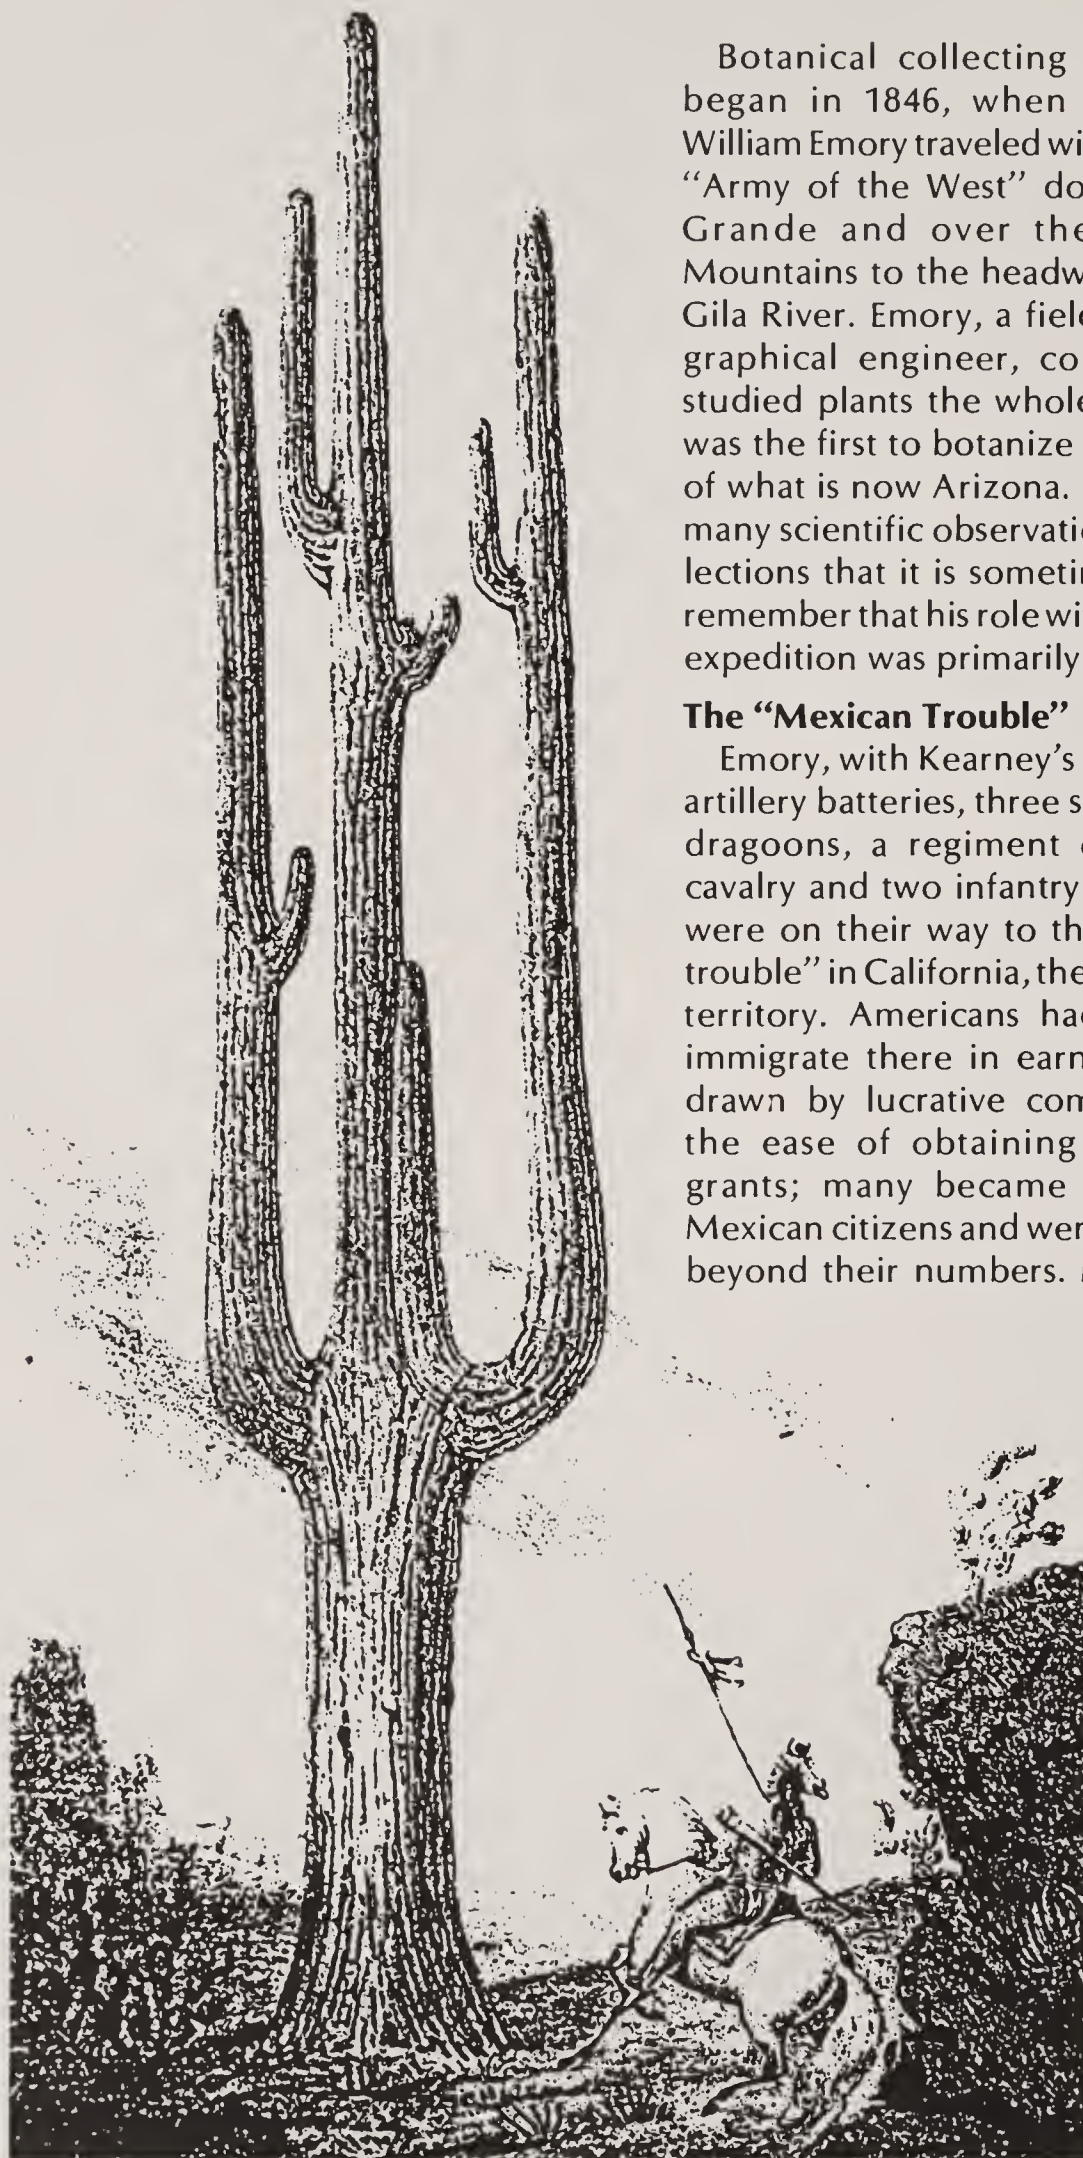 Botanical collecting
began in 1846, when
William Emory traveled wi
“Army of the West” do
Grande and over the
Mountains to the headw
Gila River. Emory, a fiel
graphical engineer, co
studied plants the whole
was the first to botanize
of what is now Arizona.
many scientific observatio
lections that it is someti
remember that his role wi
expedition was primarily
The “Mexican Trouble”
Emory, with Kearney’s
artillery batteries, three s
dragoons, a regiment
cavalry and two infantry
were on their way to th
trouble” in California, the
territory. Americans ha
immigrate there in earn
drawn by lucrative com
the ease of obtaining
grants; many became
Mexican citizens and wer
beyond their numbers.